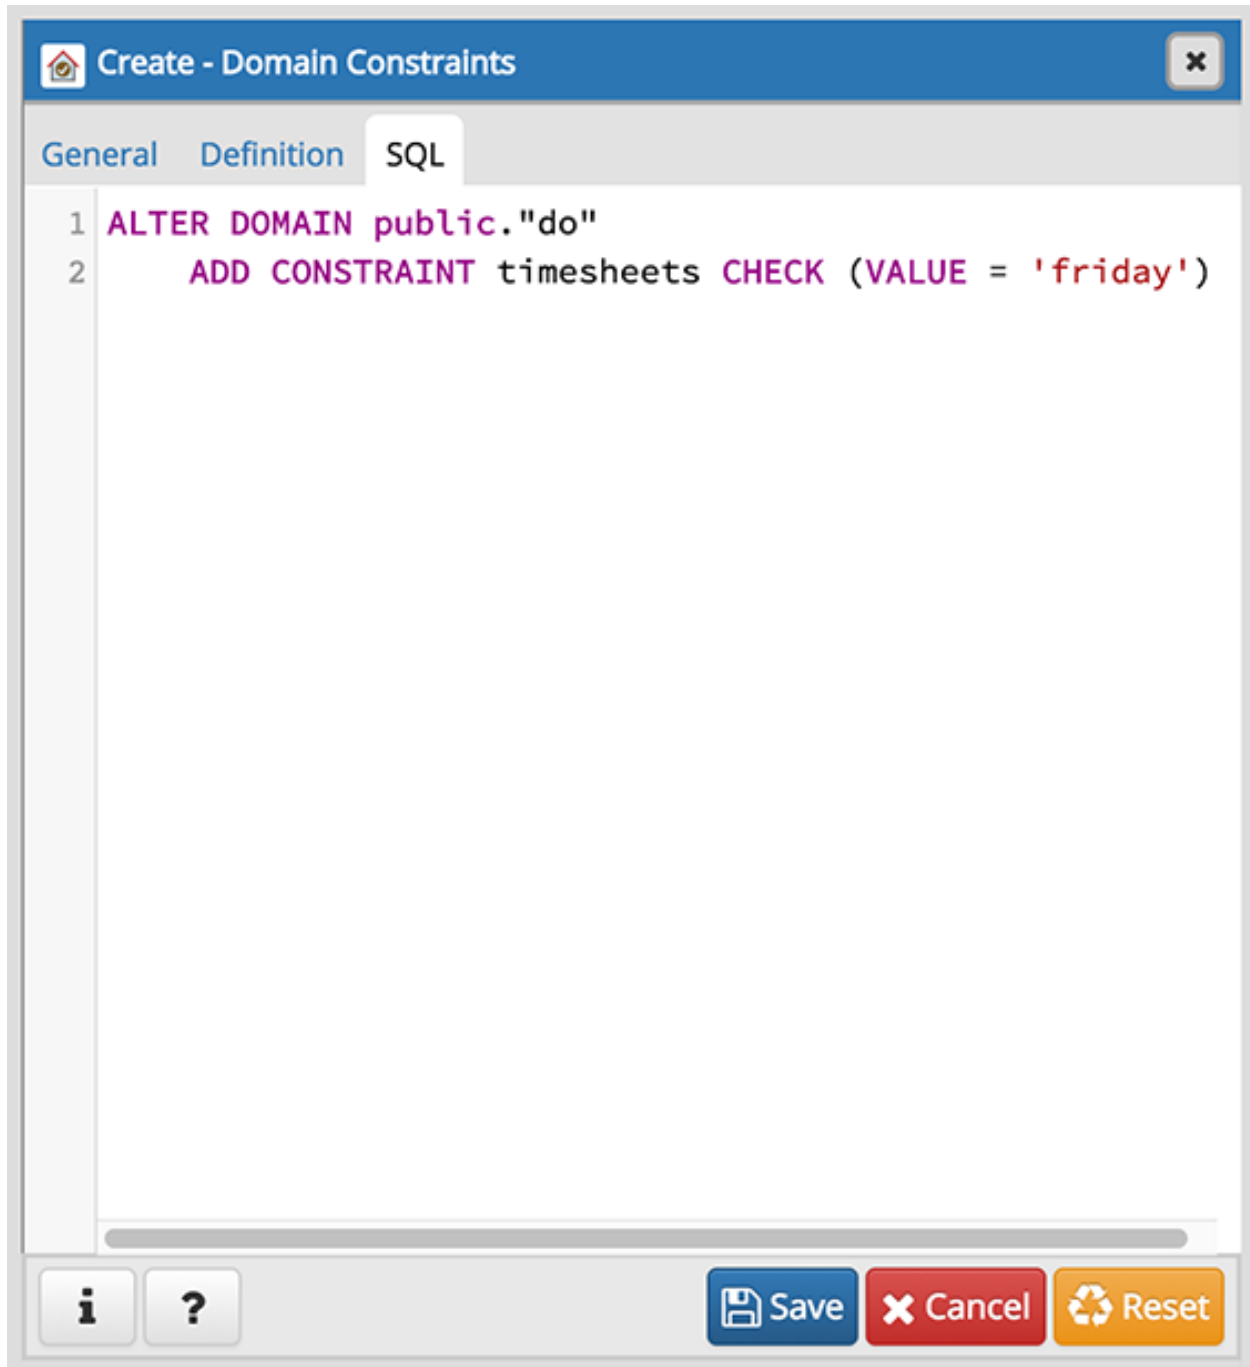 Create - Domain Constraints
General Definition SQL
1 ALTER DOMAIN public."do"
2 ADD CONSTRAINT timesheets CHECK (VALUE = 'friday')
i ? Save Cancel Reset